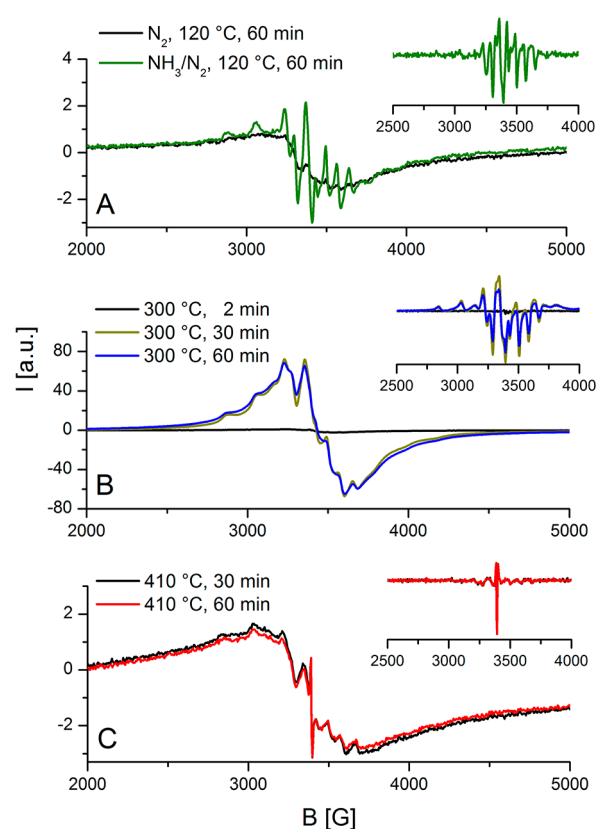 N₂, 120 °C, 60 min
NH₃/N₂, 120 °C, 60 min
4
2
0
-2
A
2000 3000 4000 5000
2500 3000 3500 4000
300 °C, 2 min
300 °C, 30 min
300 °C, 60 min
80
40
0
-40
-80
B
2000 3000 4000 5000
2500 3000 3500 4000
I [a.u.]
410 °C, 30 min
410 °C, 60 min
2
0
-2
C
2000 3000 4000 5000
2500 3000 3500 4000
B [G]